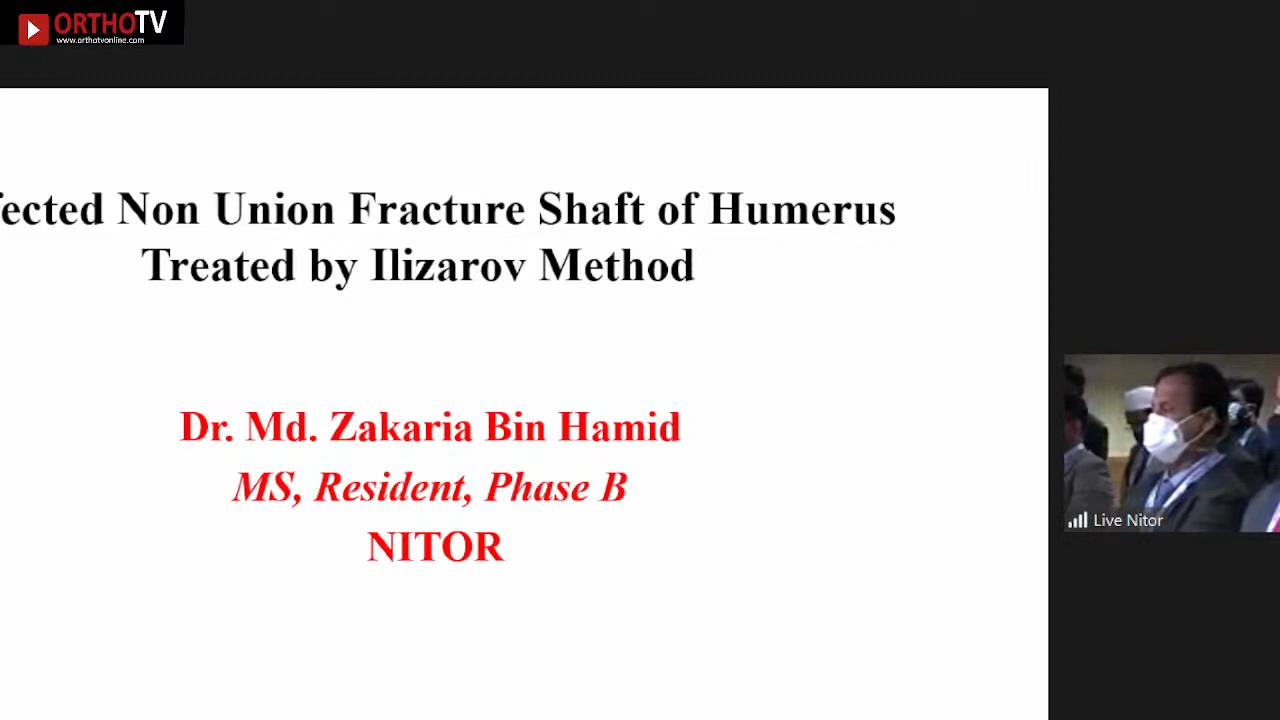 ORTHOTV
www.orthotvonline.com
fected Non Union Fracture Shaft of Humerus
Treated by Ilizarov Method
Dr. Md. Zakaria Bin Hamid
MS, Resident, Phase B
NITOR
Live Nitor